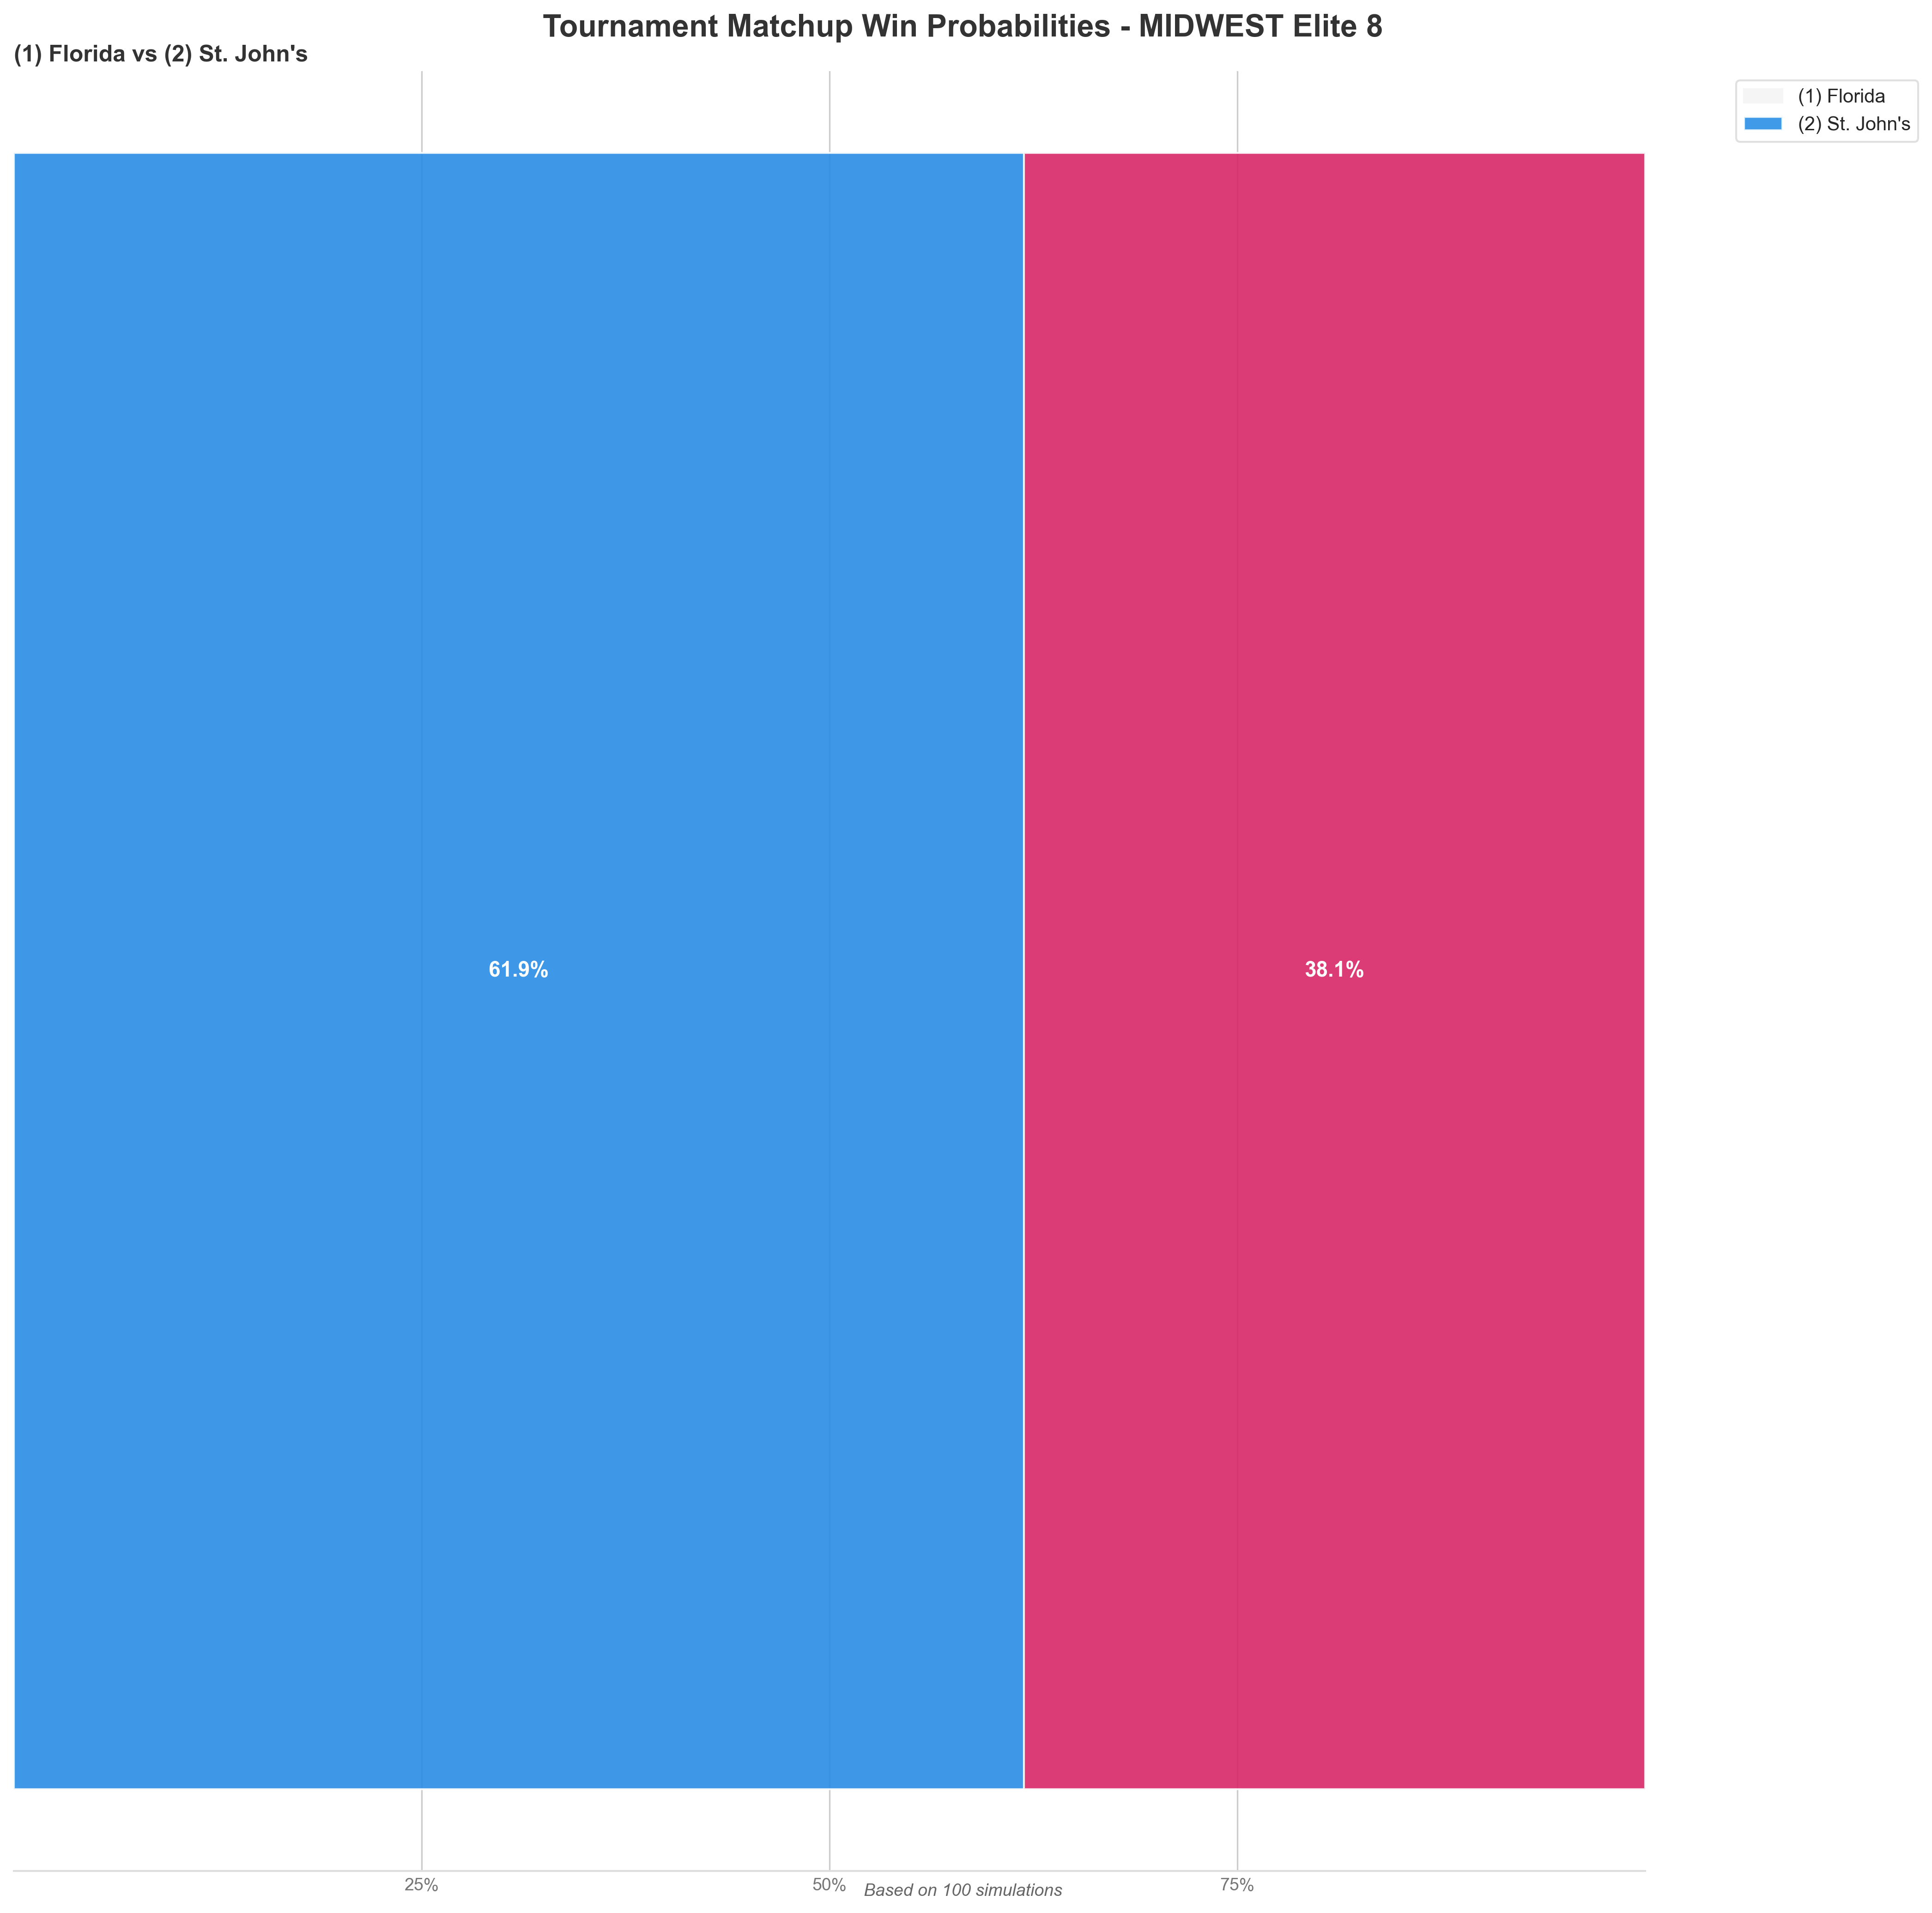 Tournament Matchup Win Probabilities - MIDWEST Elite 8
(1) Florida vs (2) St. John's
(1) Florida
(2) St. John's
61.9%
38.1%
25%
50%
75%
Based on 100 simulations